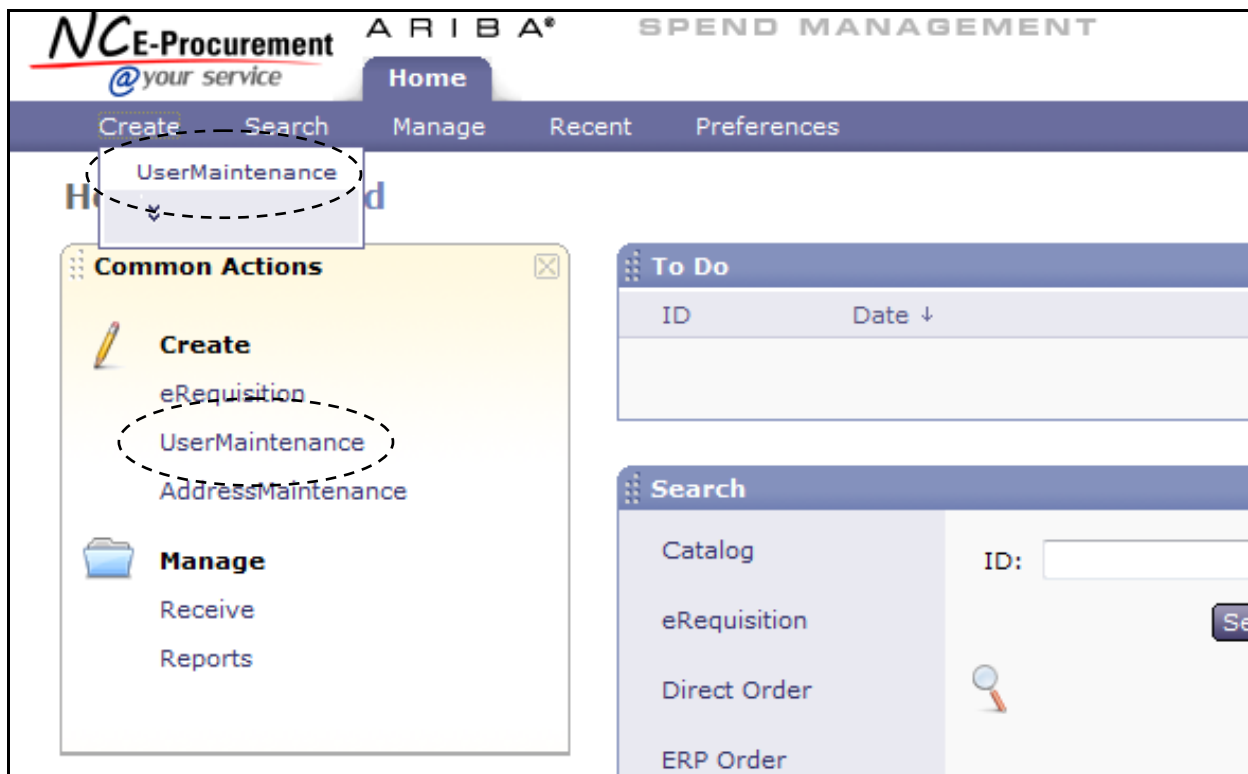 NCE-Procurement
@your service
ARIBA® SPEND MANAGEMENT
Home
Create Search Manage Recent Preferences
UserMaintenance
Common Actions
Create
eRequisition
UserMaintenance
AddressMaintenance
Manage
Receive
Reports
To Do
ID Date ↓
Search
Catalog
eRequisition
Direct Order
ERP Order
ID:
Se